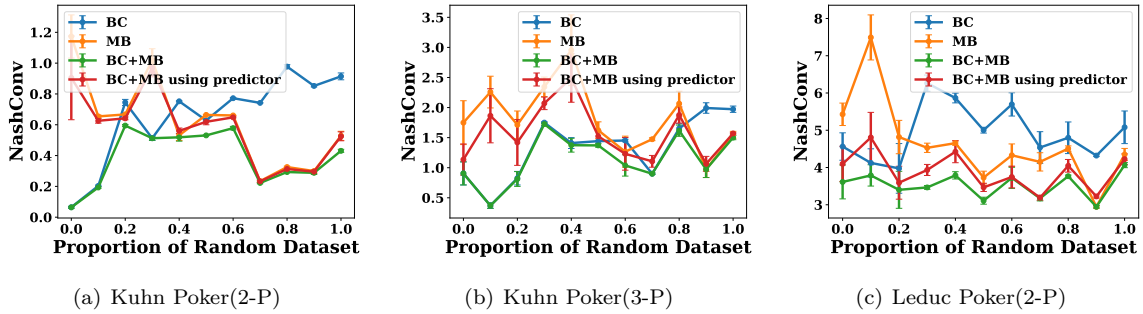 BC
MB
BC+MB
BC+MB using predictor
NashConv
1.2
1.0
0.8
0.6
0.4
0.2
0.0
0.0 0.2 0.4 0.6 0.8 1.0
Proportion of Random Dataset
(a) Kuhn Poker(2-P)
BC
MB
BC+MB
BC+MB using predictor
NashConv
3.5
3.0
2.5
2.0
1.5
1.0
0.5
0.0 0.2 0.4 0.6 0.8 1.0
Proportion of Random Dataset
(b) Kuhn Poker(3-P)
BC
MB
BC+MB
BC+MB using predictor
NashConv
8
7
6
5
4
3
0.0 0.2 0.4 0.6 0.8 1.0
Proportion of Random Dataset
(c) Leduc Poker(2-P)